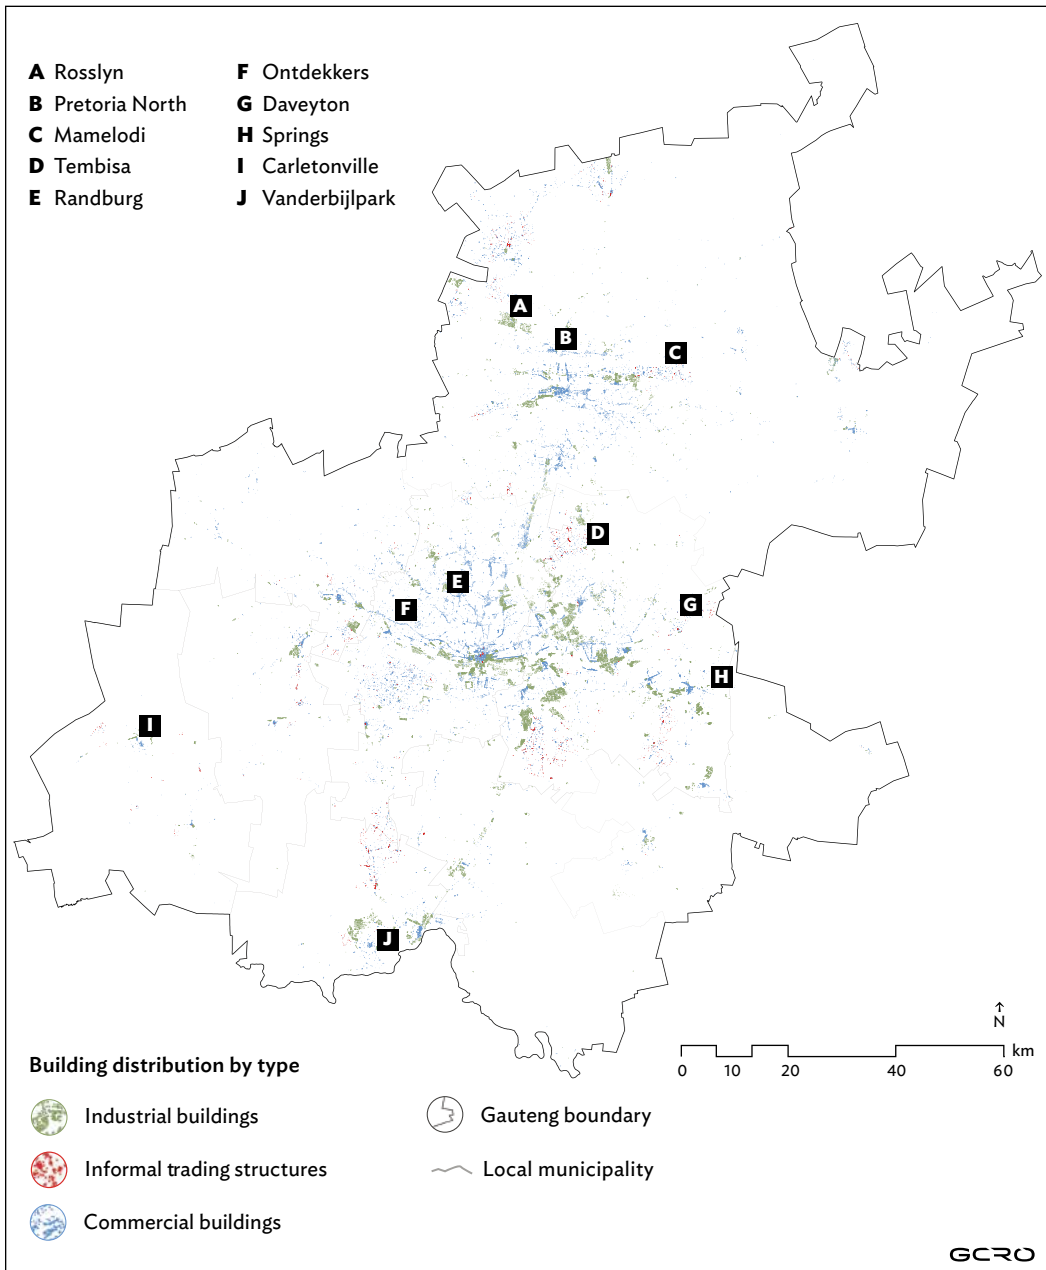 A Rosslyn
B Pretoria North
C Mamelodi
D Tembisa
E Randburg
F Ontdekkers
G Daveyton
H Springs
I Carletonville
J Vanderbijlpark
A
B
C
D
E
F
G
H
I
J
N
km
0 10 20 40 60
Building distribution by type
Industrial buildings
Informal trading structures
Commercial buildings
Gauteng boundary
Local municipality
GCRO